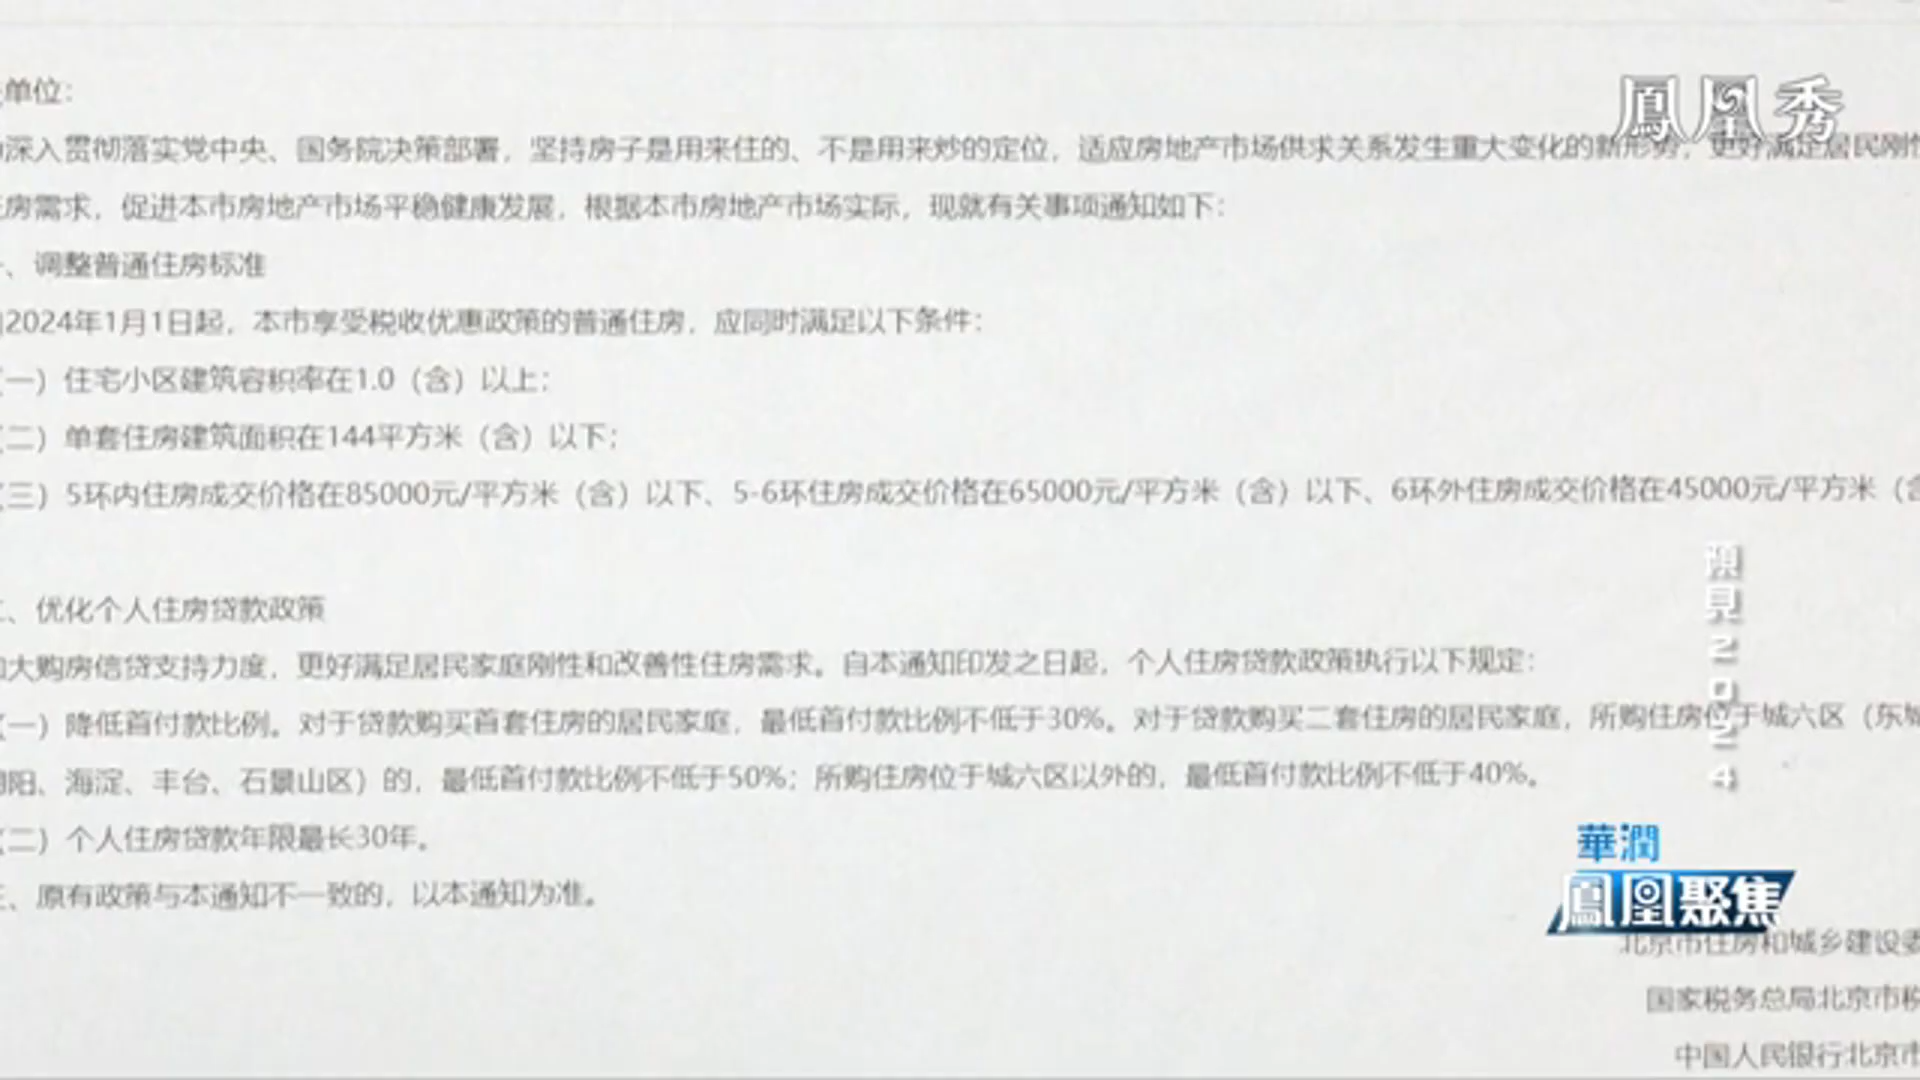 单位：
鳳凰秀
深入贯彻落实党中央、国务院决策部署，坚持房子是用来住的、不是用来炒的定位，适应房地产市场供求关系发生重大变化的新形势，更好满足居民刚性
房需求，促进本市房地产市场平稳健康发展，根据本市房地产市场实际，现就有关事项通知如下：
、调整普通住房标准
2024年1月1日起，本市享受税收优惠政策的普通住房，应同时满足以下条件：
（一）住宅小区建筑容积率在1.0（含）以上；
（二）单套住房建筑面积在144平方米（含）以下；
（三）5环内住房成交价格在85000元/平方米（含）以下、5-6环住房成交价格在65000元/平方米（含）以下、6环外住房成交价格在45000元/平方米（含
預見2024
、优化个人住房贷款政策
大购房信贷支持力度，更好满足居民家庭刚性和改善性住房需求。自本通知印发之日起，个人住房贷款政策执行以下规定：
（一）降低首付款比例。对于贷款购买首套住房的居民家庭，最低首付款比例不低于30%。对于贷款购买二套住房的居民家庭，所购住房位于城六区（东城
阳、海淀、丰台、石景山区）的，最低首付款比例不低于50%；所购住房位于城六区以外的，最低首付款比例不低于40%。
（二）个人住房贷款年限最长30年。
華潤
鳳凰聚焦
、原有政策与本通知不一致的，以本通知为准。
北京市住房和城乡建设委
国家税务总局北京市税
中国人民银行北京市